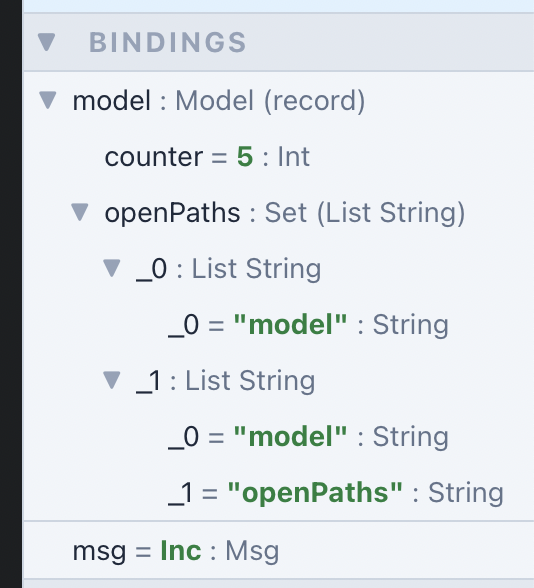 BINDINGS
model : Model (record)
counter = 5 : Int
openPaths : Set (List String)
_0 : List String
_0 = "model" : String
_1 : List String
_0 = "model" : String
_1 = "openPaths" : String
msg = Inc : Msg